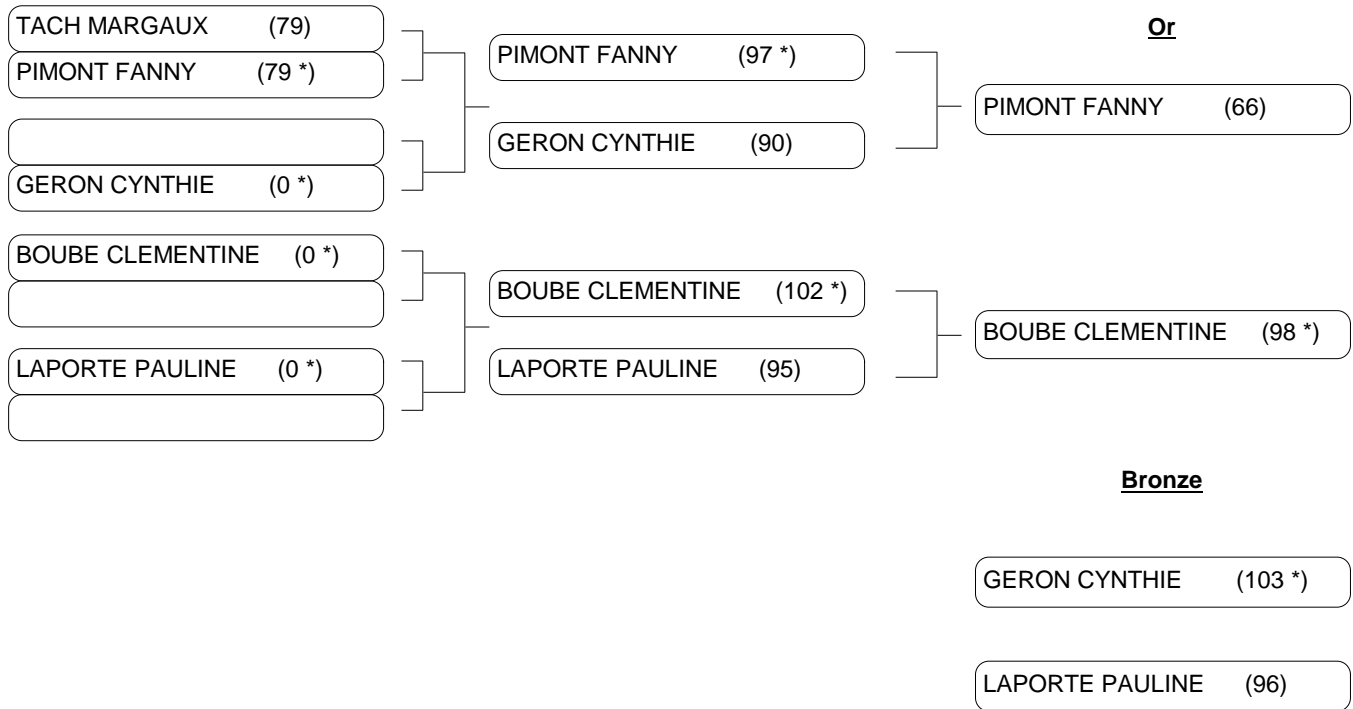 TACH MARGAUX (79)
PIMONT FANNY (79 *)
GERON CYNTHIE (0 *)
BOUBE CLEMENTINE (0 *)
LAPORTE PAULINE (0 *)
PIMONT FANNY (97 *)
GERON CYNTHIE (90)
BOUBE CLEMENTINE (102 *)
LAPORTE PAULINE (95)
Or
PIMONT FANNY (66)
BOUBE CLEMENTINE (98 *)
Bronze
GERON CYNTHIE (103 *)
LAPORTE PAULINE (96)